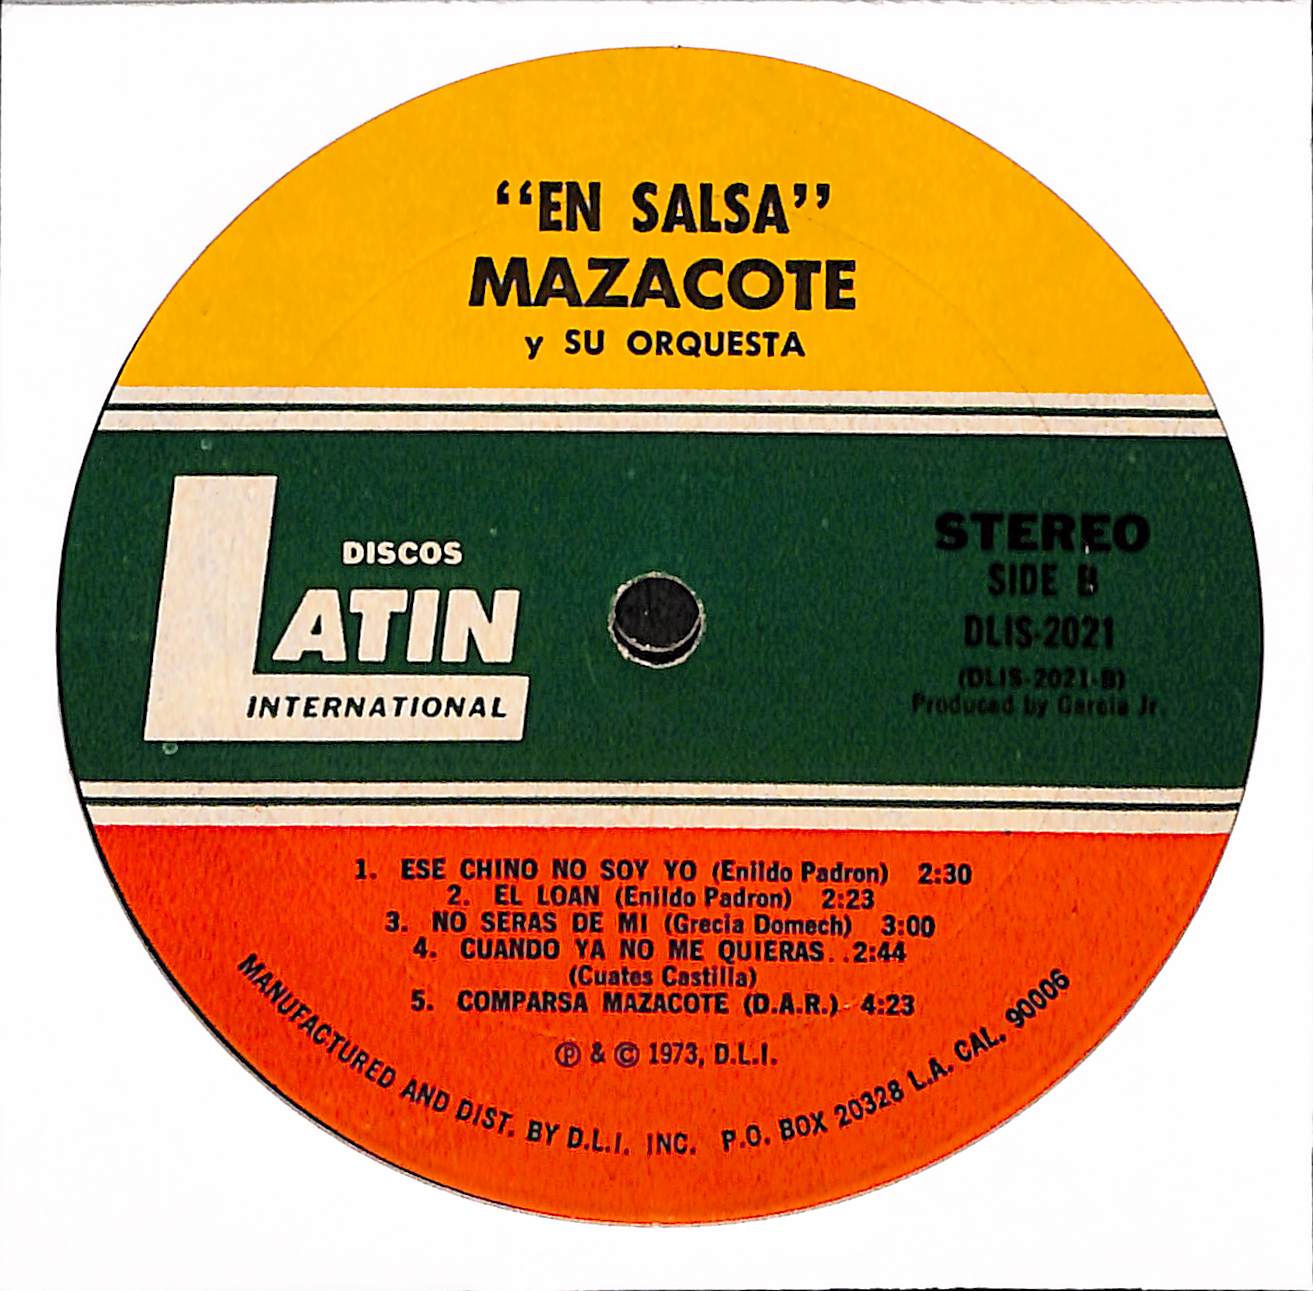 “EN SALSA”
MAZACOTE
y SU ORQUESTA
DISCOS
LATIN
INTERNATIONAL
STEREO
SIDE B
DLIS-2021
(DLIS-2021-B)
Produced by Garcia Jr.
1. ESE CHINO NO SOY YO (Enildo Padron) 2:30
2. EL LOAN (Enildo Padron) 2:23
3. NO SERAS DE MI (Grecia Domech) 3:00
4. CUANDO YA NO ME QUIERAS. . 2:44
(Cuates Castilla)
5. COMPARSA MAZACOTE (D.A.R.) 4:23
℗ & © 1973, D.L.I.
MANUFACTURED AND DIST. BY D.L.I. INC. P.O. BOX 20328 L.A. CAL. 90006